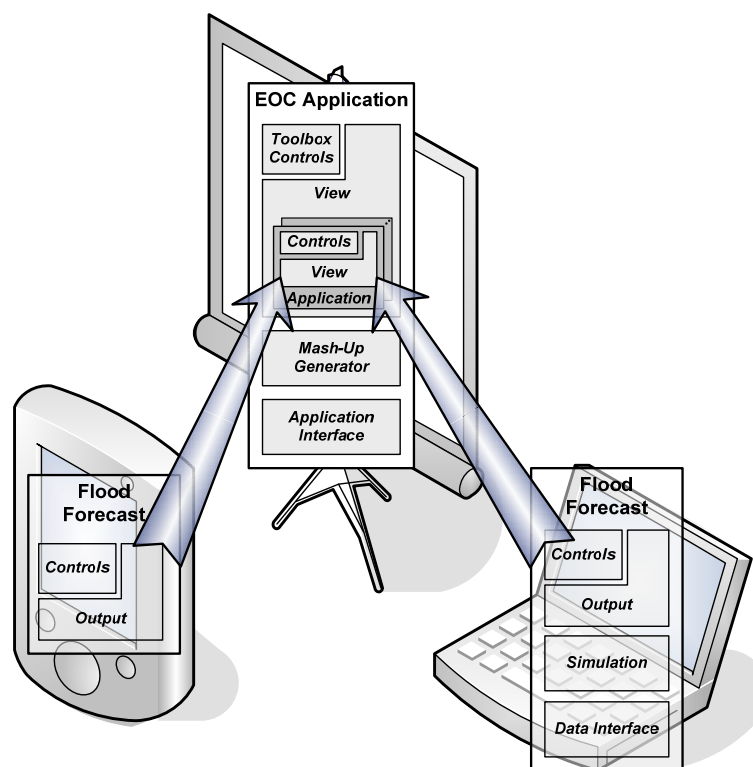 EOC Application
Toolbox
Controls
View
Controls
View
Application
Mash-Up
Generator
Application
Interface
Flood
Forecast
Controls
Output
Flood
Forecast
Controls
Output
Simulation
Data Interface